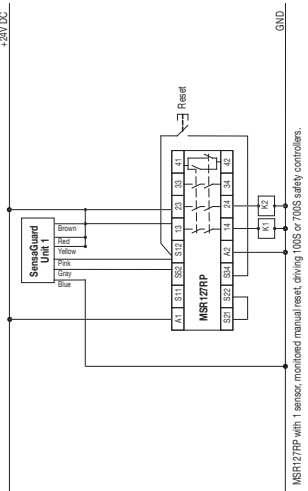 +24V DC
GND
SensaGuard
Unit 1
Brown
Red
Yellow
Pink
Gray
Blue
Reset
A1
S11
S52
S12
13
23
33
41
MSR127RP
S21
S22
S34
A2
14
24
34
42
K1
K2
MSR127RP with 1 sensor, monitored manual reset, driving 100S or 700S safety controllers.